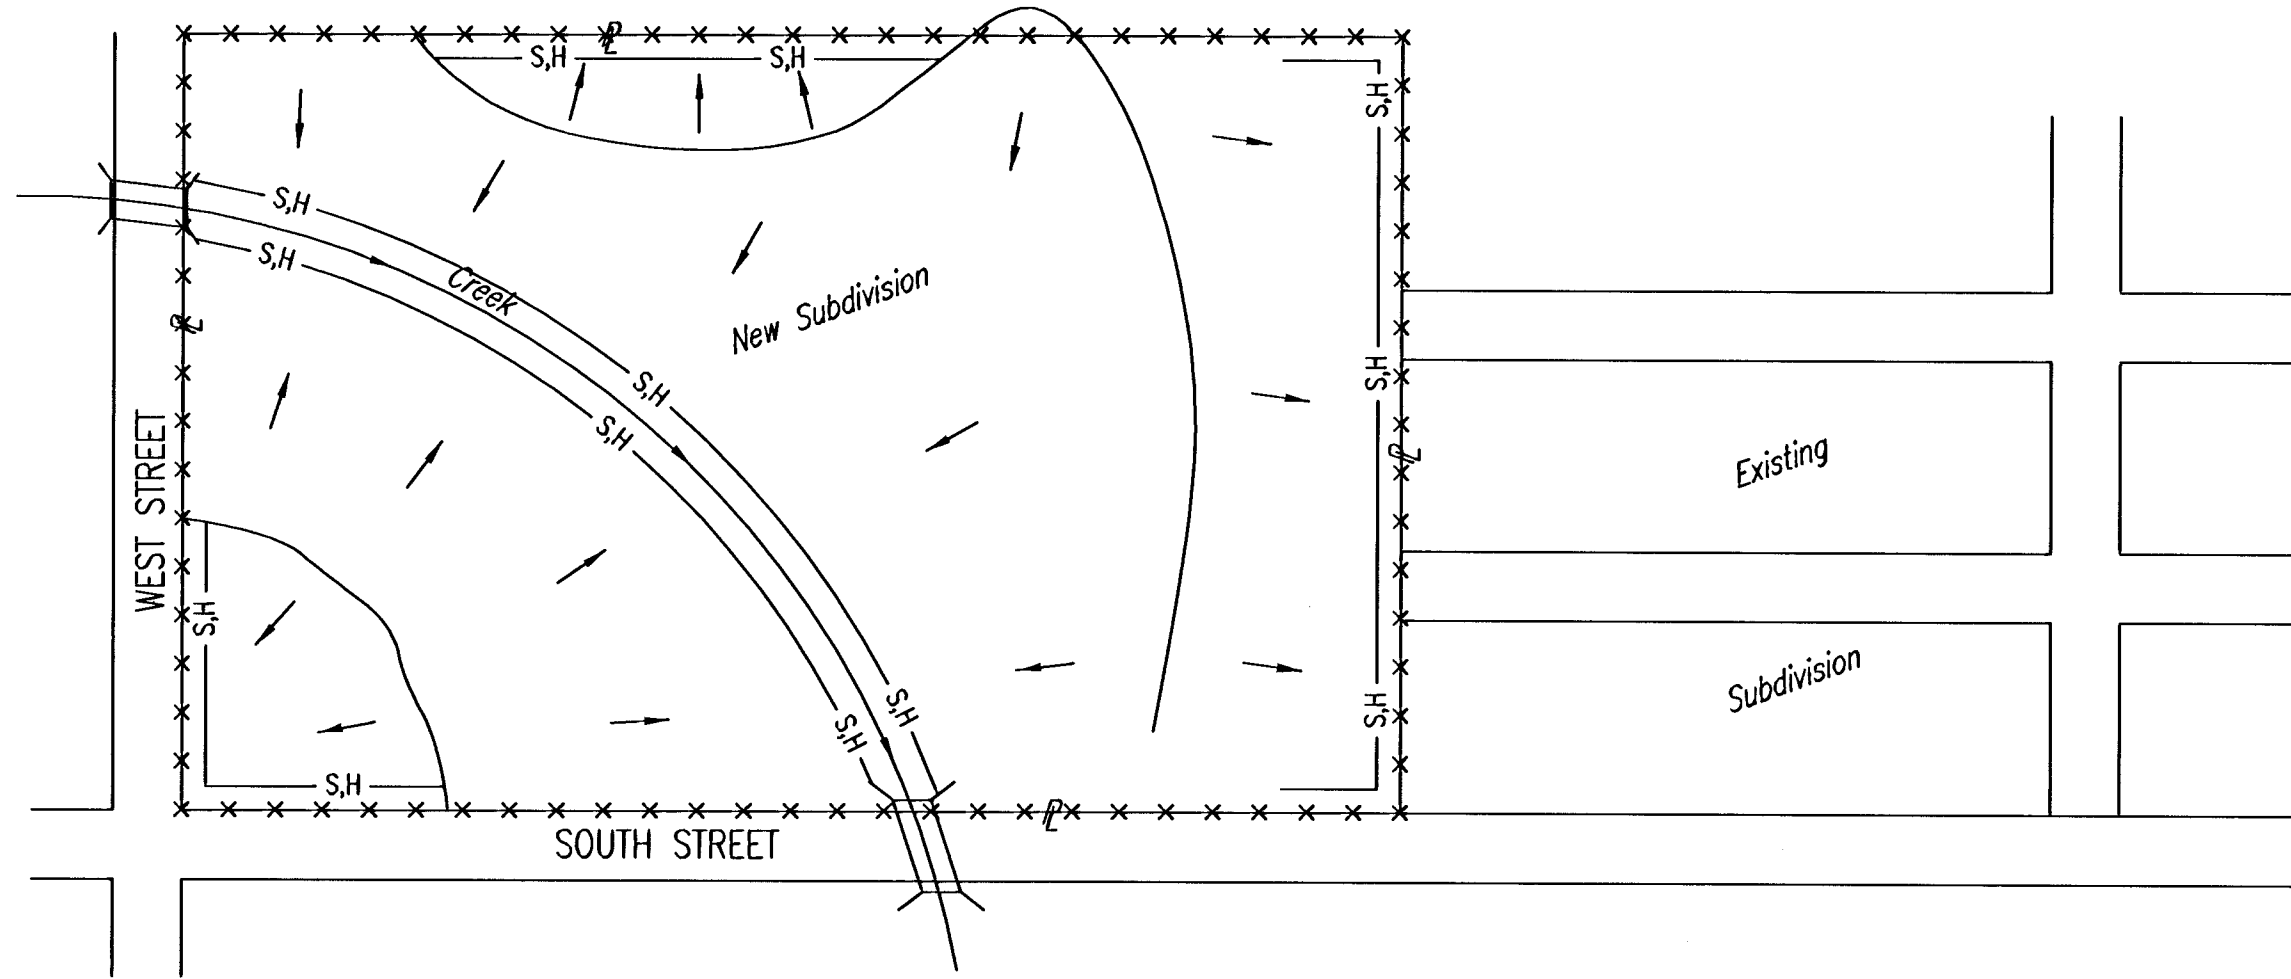 ℄
S,H
S,H
S,H
S,H
S,H
Creek
New Subdivision
℄
S,H
S,H
S,H
℄
WEST STREET
Existing
Subdivision
S,H
S,H
S,H
S,H
S,H
℄
SOUTH STREET